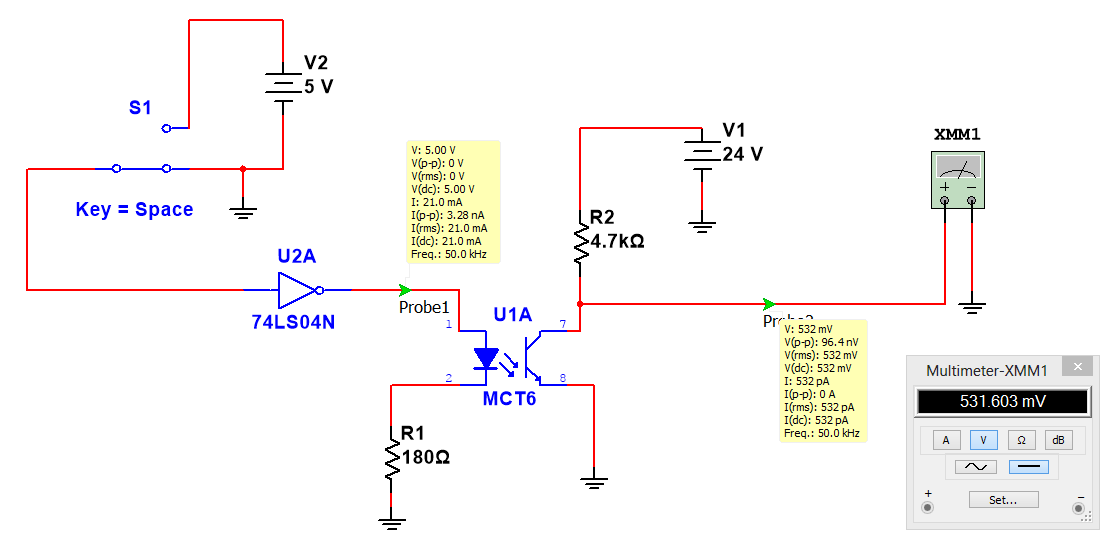 V2
5 V
S1
Key = Space
V: 5.00 V
V(p-p): 0 V
V(rms): 0 V
V(dc): 5.00 V
I: 21.0 mA
I(p-p): 3.28 nA
I(rms): 21.0 mA
I(dc): 21.0 mA
Freq.: 50.0 kHz
V1
24 V
XMM1
+ −
R2
4.7kΩ
U2A
74LS04N
Probe1
U1A
1
7
2
8
MCT6
V: 532 mV
V(p-p): 96.4 nV
V(rms): 532 mV
V(dc): 532 mV
I: 532 pA
I(p-p): 0 A
I(rms): 532 pA
I(dc): 532 pA
Freq.: 50.0 kHz
R1
180Ω
Multimeter-XMM1
531.603 mV
A V Ω dB
+ −
Set...